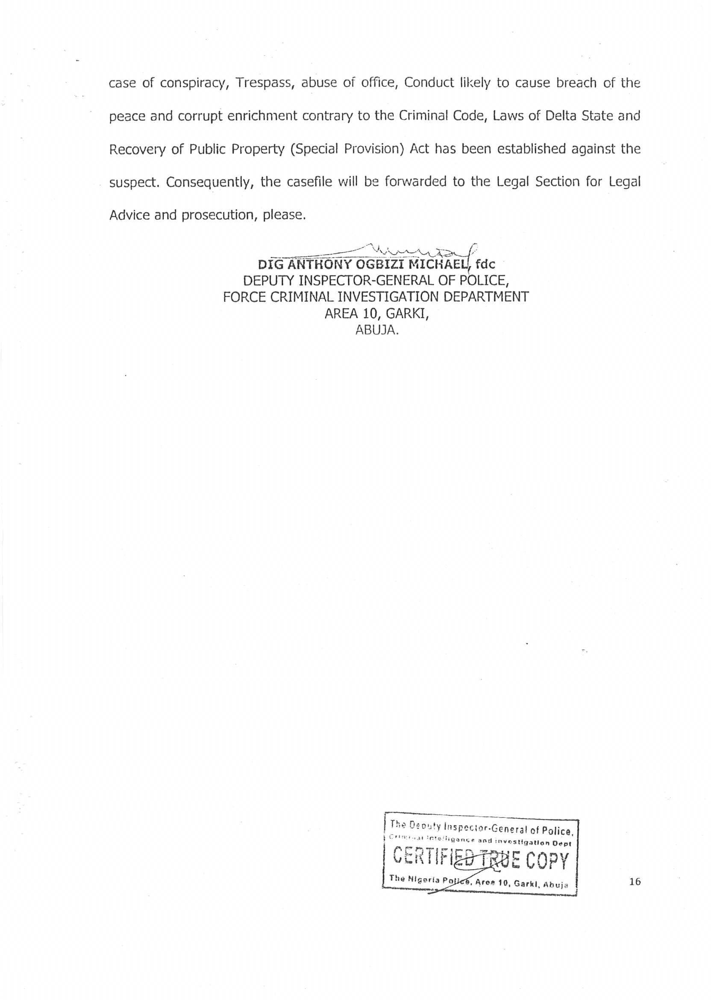 case of conspiracy, Trespass, abuse of office, Conduct likely to cause breach of the
peace and corrupt enrichment contrary to the Criminal Code, Laws of Delta State and
Recovery of Public Property (Special Provision) Act has been established against the
suspect. Consequently, the casefile will be forwarded to the Legal Section for Legal
Advice and prosecution, please.
DIG ANTHONY OGBIZI MICHAEL, fdc
DEPUTY INSPECTOR-GENERAL OF POLICE,
FORCE CRIMINAL INVESTIGATION DEPARTMENT
AREA 10, GARKI,
ABUJA.
The Deputy Inspector-General of Police,
Criminal Intelligence and Investigation Dept
CERTIFIED TRUE COPY
The Nigeria Police, Area 10, Garki, Abuja
16